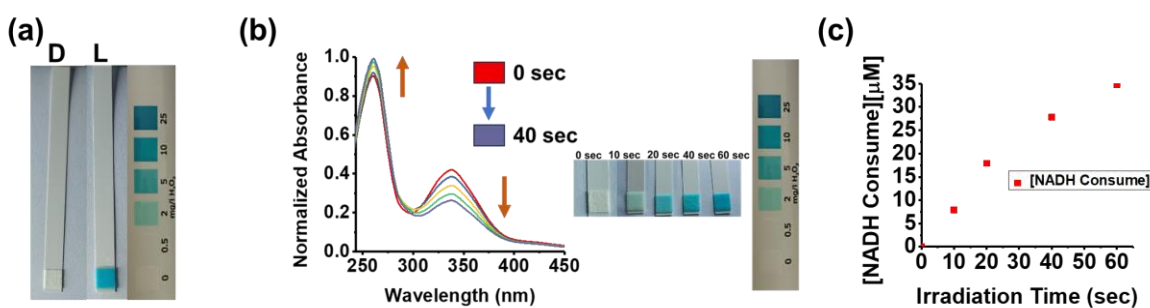 (a)
D L
25
10
5
2
0.5
0
mg/l H₂O₂
(b)
Normalized Absorbance
1.0
0.8
0.6
0.4
0.2
0.0
250 300 350 400 450
Wavelength (nm)
0 sec
40 sec
0 sec 10 sec 20 sec 40 sec 60 sec
25
10
5
2
0.5
0
mg/l H₂O₂
(c)
[NADH Consume][µM]
35
30
25
20
15
10
5
0
0 10 20 30 40 50 60
Irradiation Time (sec)
[NADH Consume]